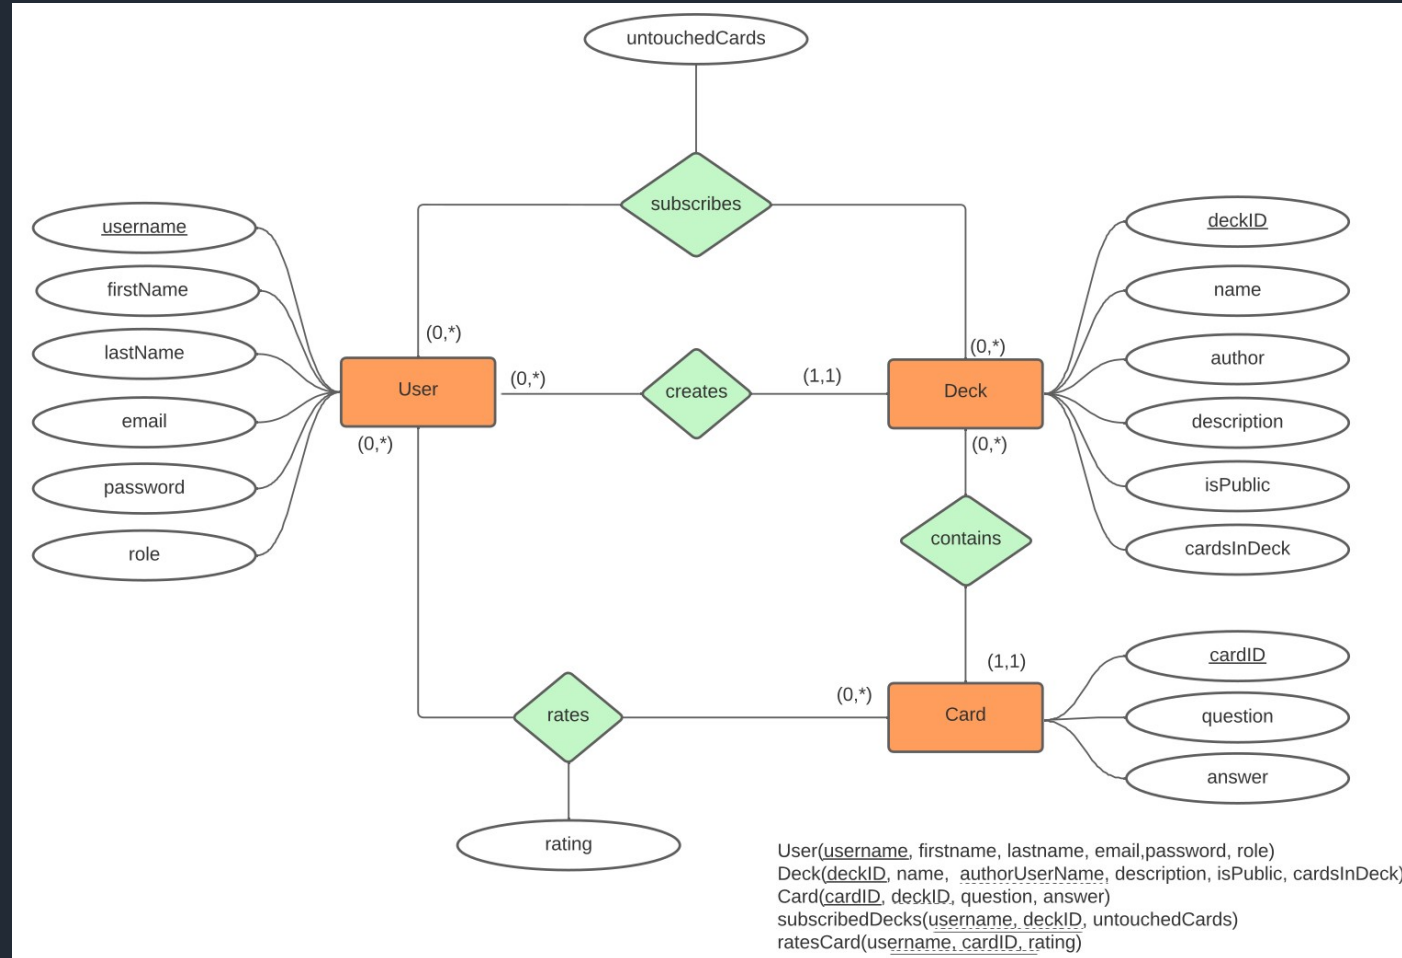 untouchedCards
subscribes
username
deckID
firstName
name
lastName
author
(0,*)
(0,*)
User
(0,*)
creates
(1,1)
Deck
email
description
(0,*)
(0,*)
password
isPublic
role
contains
cardsInDeck
(1,1)
cardID
(0,*)
rates
Card
question
answer
rating
User(username, firstname, lastname, email,password, role)
Deck(deckID, name, authorUserName, description, isPublic, cardsInDeck)
Card(cardID, deckID, question, answer)
subscribedDecks(username, deckID, untouchedCards)
ratesCard(username, cardID, rating)